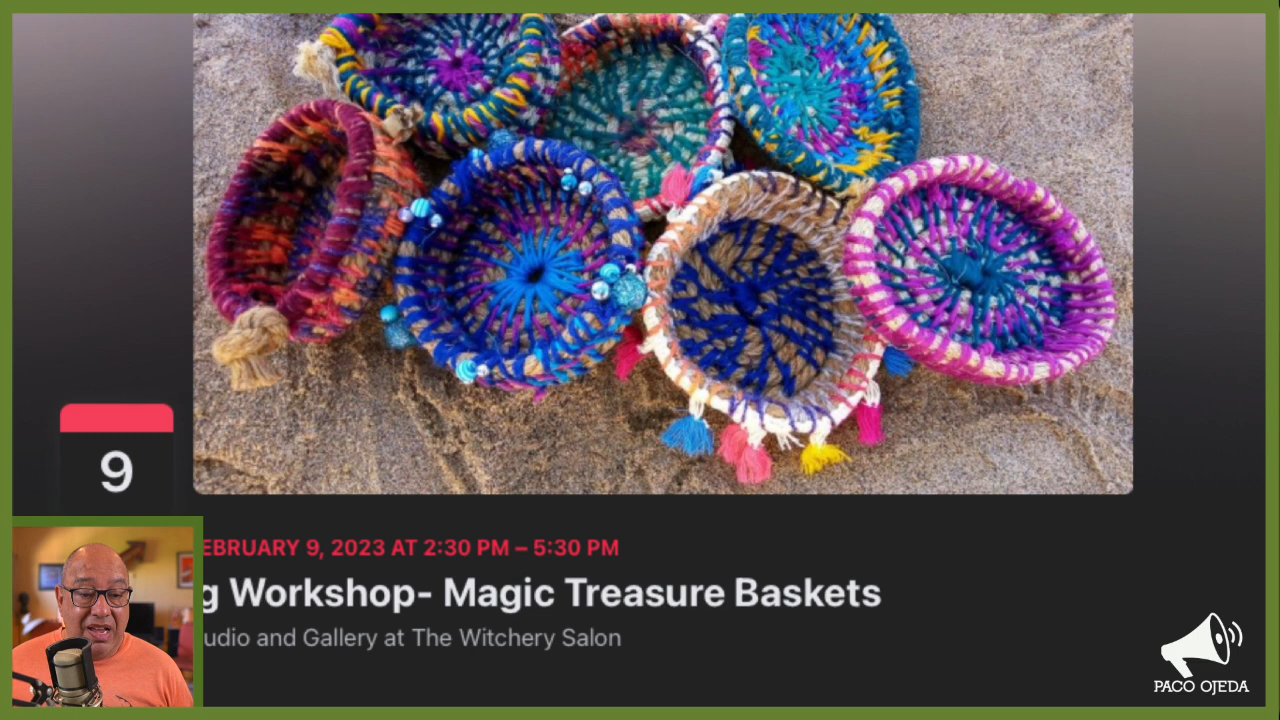 9
EBRUARY 9, 2023 AT 2:30 PM – 5:30 PM
g Workshop- Magic Treasure Baskets
udio and Gallery at The Witchery Salon
PACO OJEDA